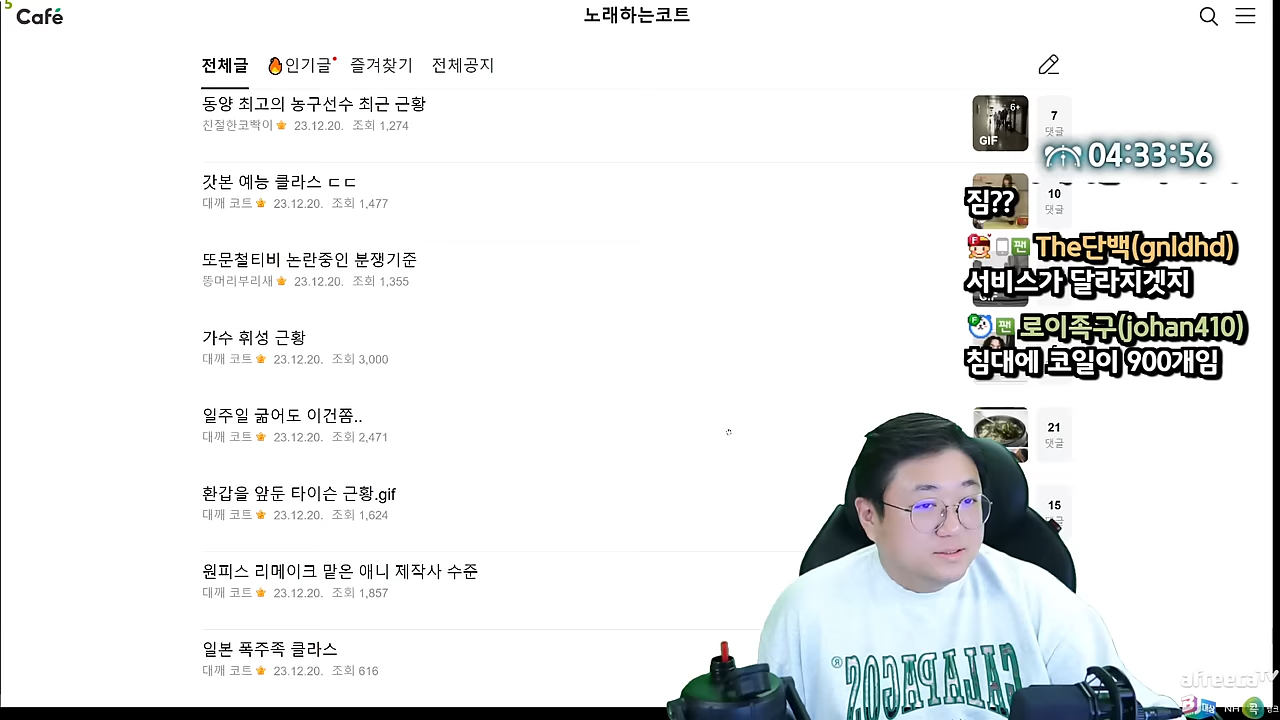 5
Café
노래하는코트
전체글
🔥인기글
즐겨찾기
전체공지
동양 최고의 농구선수 최근 근황
친절한코빡이 23.12.20. 조회 1,274
6+
GIF
7
댓글
04:33:56
갓본 예능 클라스 ㄷㄷ
대깨 코트 23.12.20. 조회 1,477
10
댓글
짐??
The단백(gnldhd)
서비스가 달라지겟지
또문철티비 논란중인 분쟁기준
똥머리부리새 23.12.20. 조회 1,355
로이족구(johan410)
침대에 코일이 900개임
가수 휘성 근황
대깨 코트 23.12.20. 조회 3,000
일주일 굶어도 이건쫌..
대깨 코트 23.12.20. 조회 2,471
21
댓글
환갑을 앞둔 타이슨 근황.gif
대깨 코트 23.12.20. 조회 1,624
15
원피스 리메이크 맡은 애니 제작사 수준
대깨 코트 23.12.20. 조회 1,857
일본 폭주족 클라스
대깨 코트 23.12.20. 조회 616
GALAPAGOS
afreecaTV